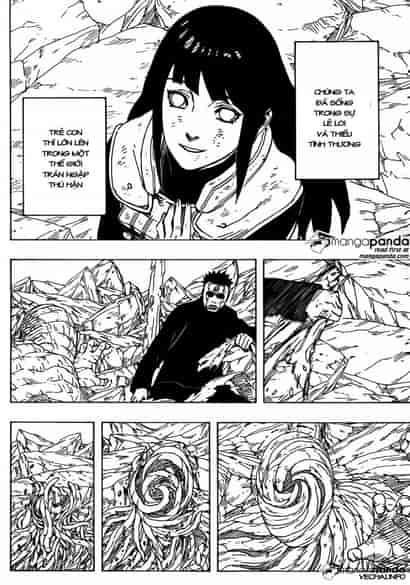 CHÚNG TA
ĐÃ SỐNG
TRONG SỰ
LẺ LOI
VÀ THIẾU
TÌNH THƯƠNG
TRẺ CON
THÌ LỚN LÊN
TRONG MỘT
THẾ GIỚI
TRÀN NGẬP
THÙ HẬN
mangapanda
read first at
mangapanda.com
mangapanda
VECHAI.INFO